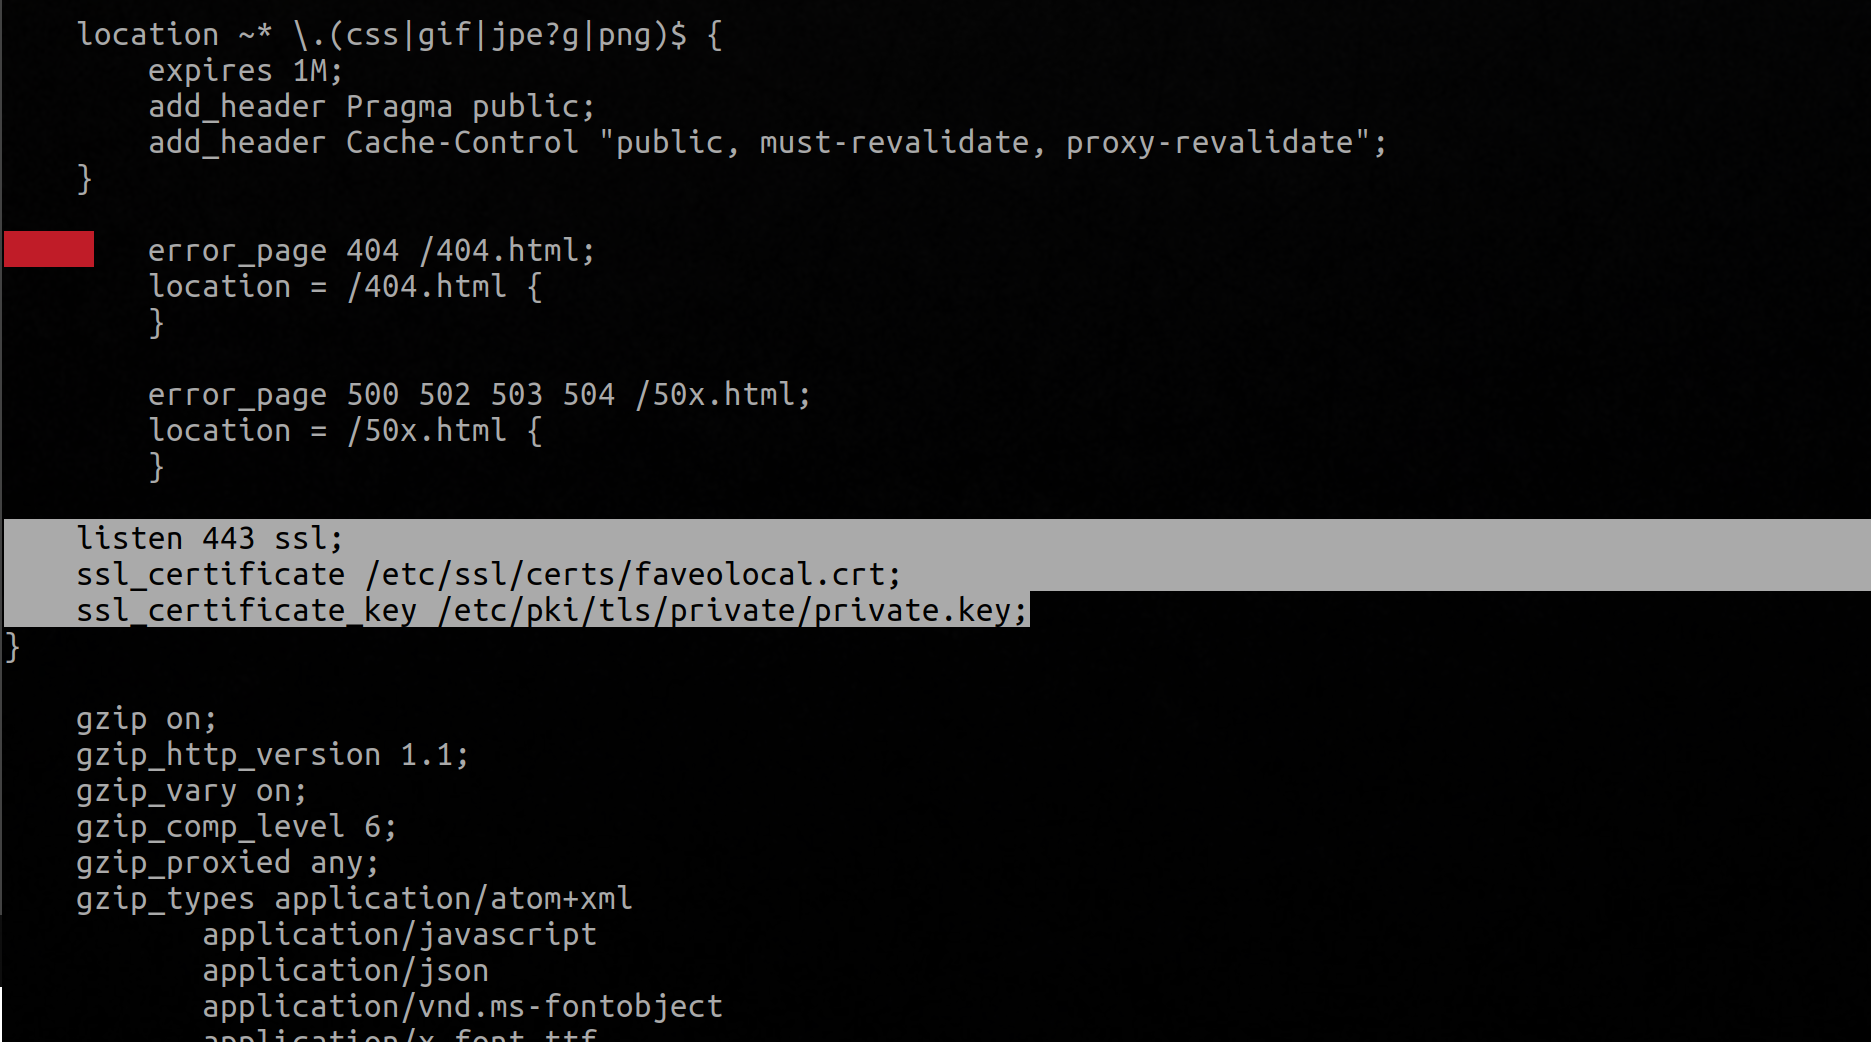 location ~* \.(css|gif|jpe?g|png)$ {
expires 1M;
add_header Pragma public;
add_header Cache-Control "public, must-revalidate, proxy-revalidate";
}
error_page 404 /404.html;
location = /404.html {
}
error_page 500 502 503 504 /50x.html;
location = /50x.html {
}
listen 443 ssl;
ssl_certificate /etc/ssl/certs/faveolocal.crt;
ssl_certificate_key /etc/pki/tls/private/private.key;
}
gzip on;
gzip_http_version 1.1;
gzip_vary on;
gzip_comp_level 6;
gzip_proxied any;
gzip_types application/atom+xml
application/javascript
application/json
application/vnd.ms-fontobject
application/x-font-ttf